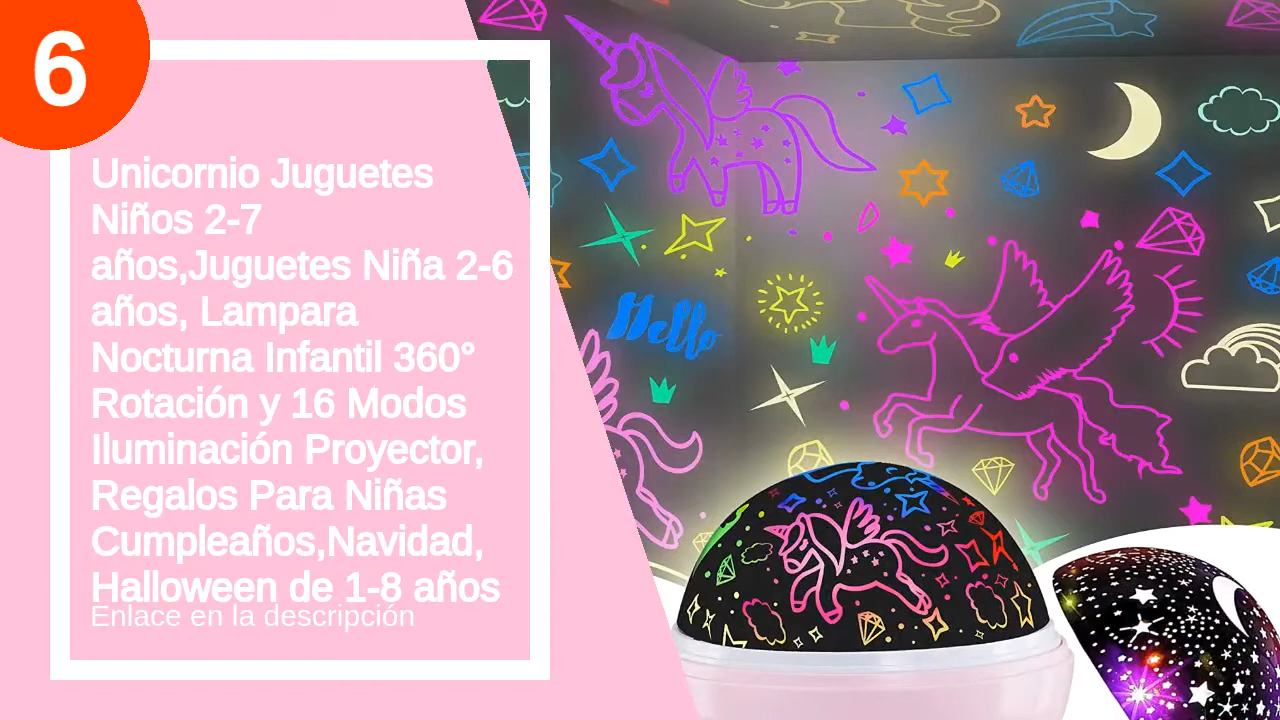 6
Unicornio Juguetes
Niños 2-7
años,Juguetes Niña 2-6
años, Lampara
Nocturna Infantil 360°
Rotación y 16 Modos
Iluminación Proyector,
Regalos Para Niñas
Cumpleaños,Navidad,
Halloween de 1-8 años
Enlace en la descripción
Hello